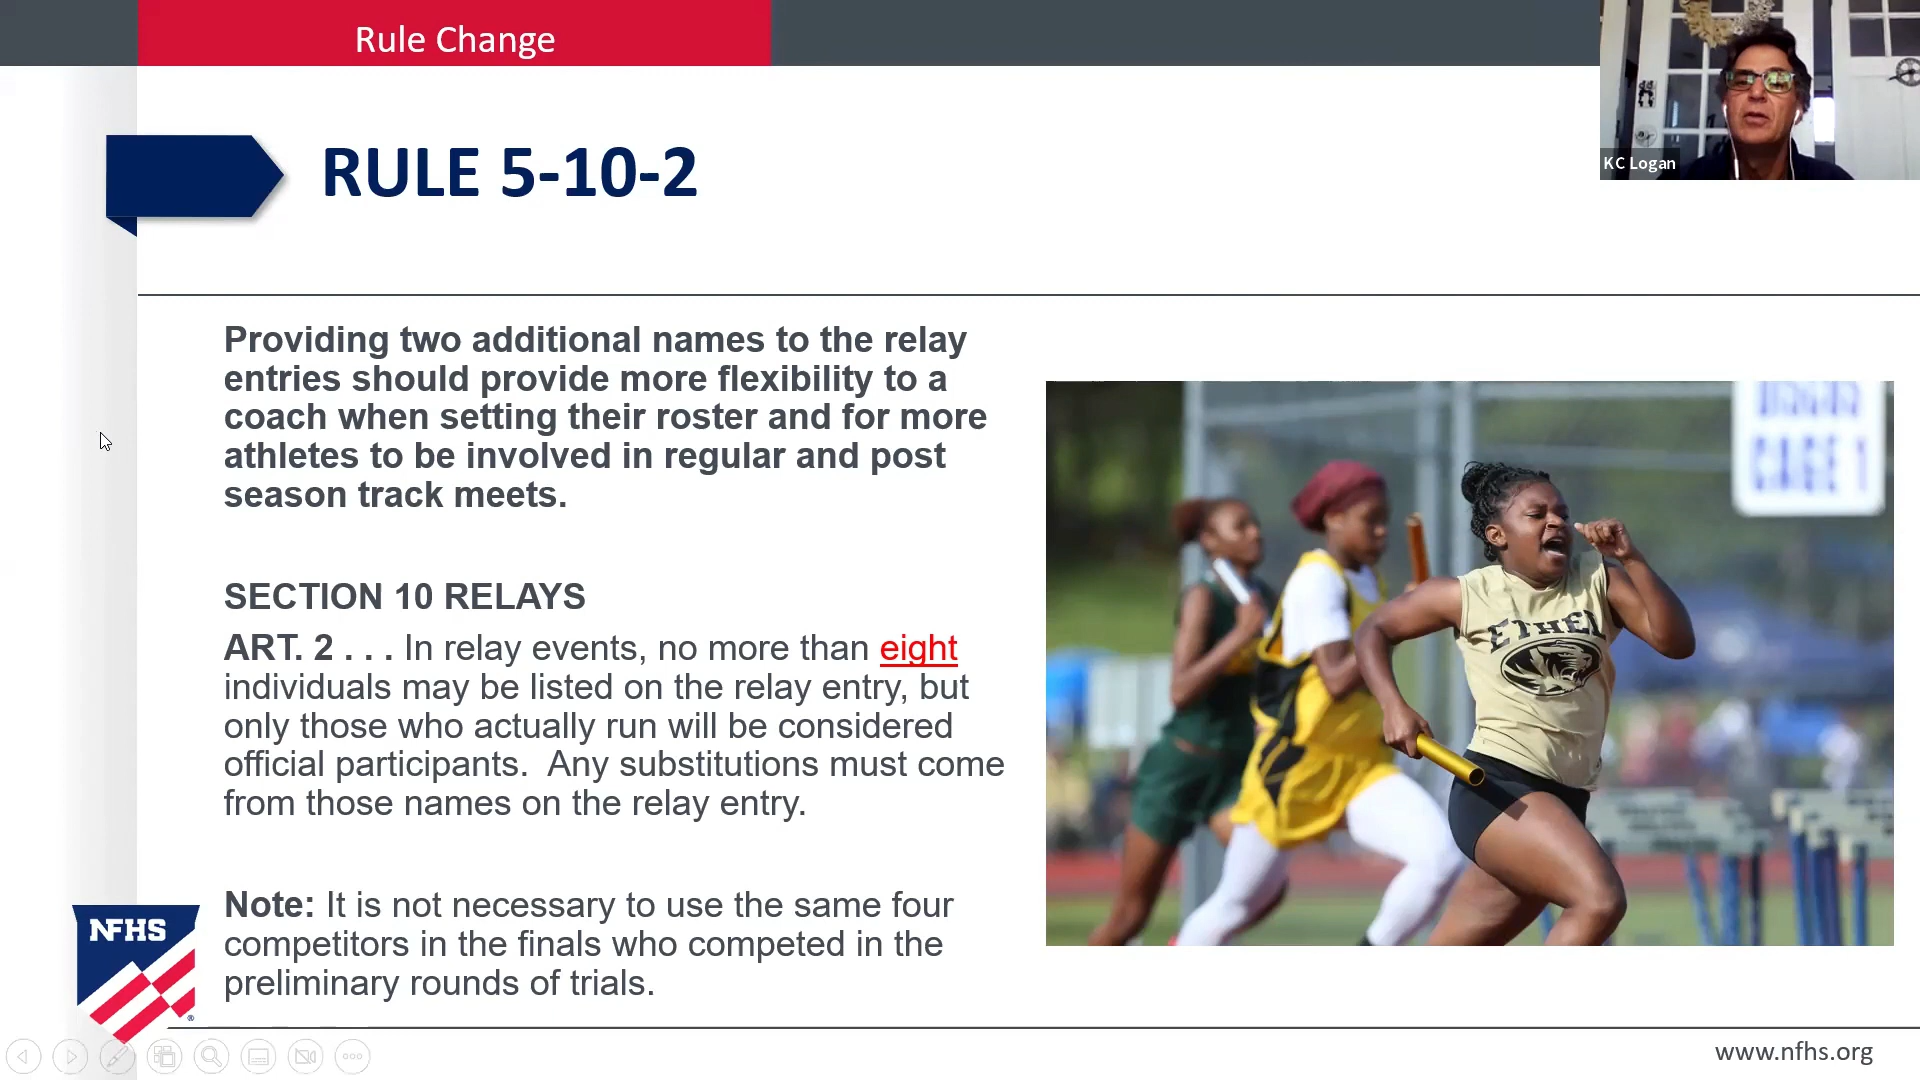 Rule Change
KC Logan
RULE 5-10-2
Providing two additional names to the relay
entries should provide more flexibility to a
coach when setting their roster and for more
athletes to be involved in regular and post
season track meets.
SECTION 10 RELAYS
ART. 2 . . . In relay events, no more than eight
individuals may be listed on the relay entry, but
only those who actually run will be considered
official participants.  Any substitutions must come
from those names on the relay entry.
Note: It is not necessary to use the same four
competitors in the finals who competed in the
preliminary rounds of trials.
CAGE 1
ETHEL
NFHS
®
www.nfhs.org